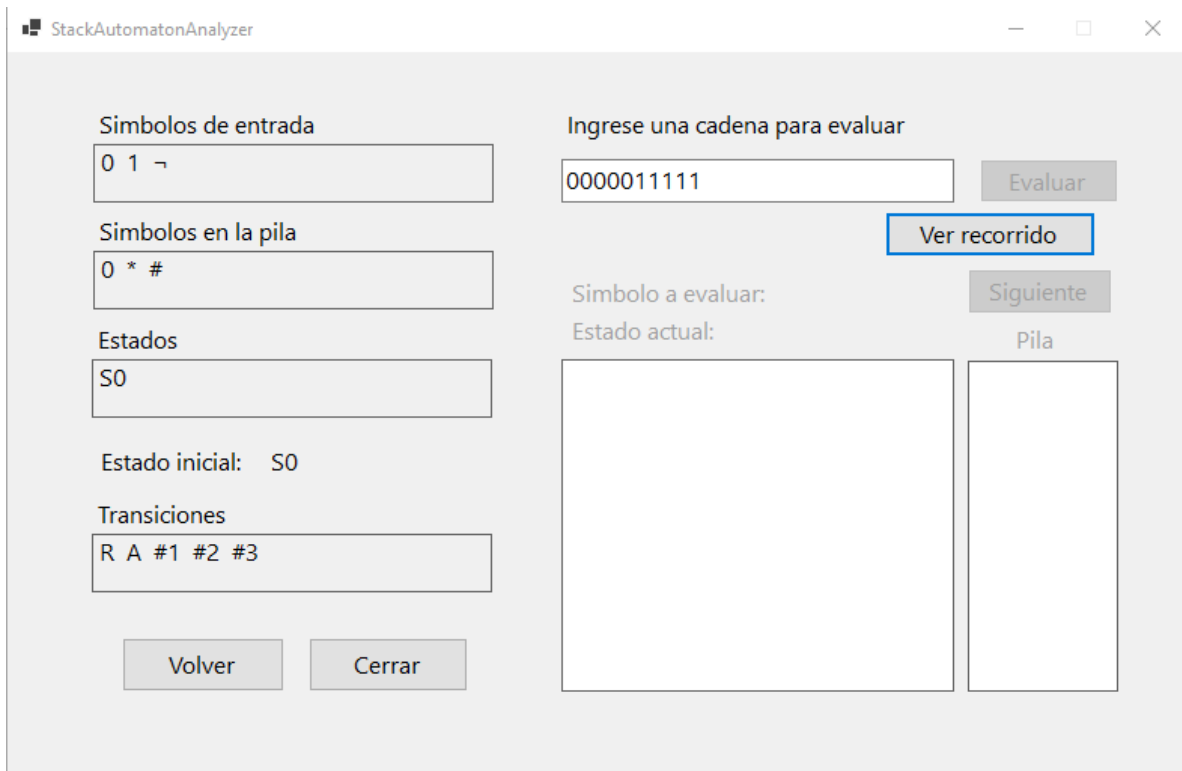 StackAutomatonAnalyzer
Simbolos de entrada
0 1 ¬
Simbolos en la pila
0 * #
Estados
S0
Estado inicial: S0
Transiciones
R A #1 #2 #3
Volver Cerrar
Ingrese una cadena para evaluar
0000011111 Evaluar
Ver recorrido
Simbolo a evaluar: Siguiente
Estado actual: Pila